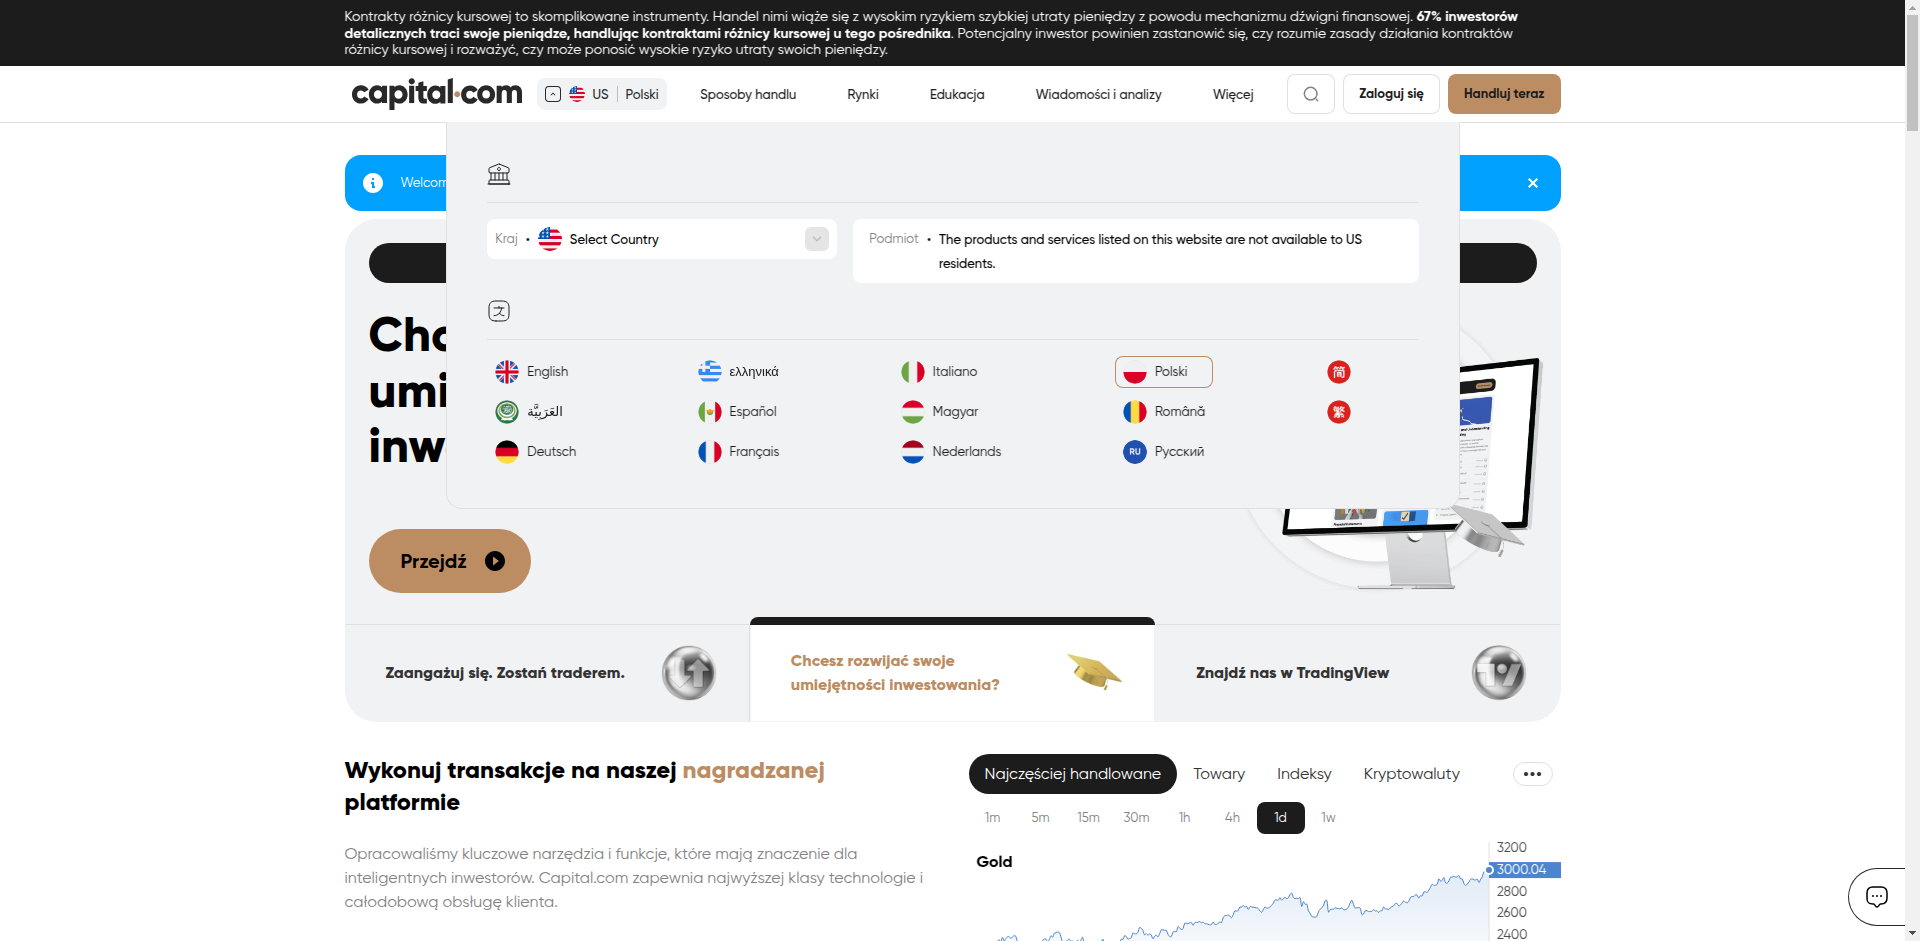 Kontrakty różnicy kursowej to skomplikowane instrumenty. Handel nimi wiąże się z wysokim ryzykiem szybkiej utraty pieniędzy z powodu mechanizmu dźwigni finansowej. 67% inwestorów
detalicznych traci swoje pieniądze, handlując kontraktami różnicy kursowej u tego pośrednika. Potencjalny inwestor powinien zastanowić się, czy rozumie zasady działania kontraktów
różnicy kursowej i rozważyć, czy może ponosić wysokie ryzyko utraty swoich pieniędzy.
capital.com US Polski Sposoby handlu Rynki Edukacja Wiadomości i analizy Więcej Zaloguj się Handluj teraz
Welcom
Kraj • Select Country
Podmiot • The products and services listed on this website are not available to US
residents.
English ελληνικά Italiano Polski 简
العَرَبِيَّة Español Magyar Română 繁
Deutsch Français Nederlands RU Русский
Cho
umi
inw
Przejdź
Zaangażuj się. Zostań traderem.
Chcesz rozwijać swoje
umiejętności inwestowania?
Znajdź nas w TradingView
Wykonuj transakcje na naszej nagradzanej
platformie
Opracowaliśmy kluczowe narzędzia i funkcje, które mają znaczenie dla
inteligentnych inwestorów. Capital.com zapewnia najwyższej klasy technologie i
całodobową obsługę klienta.
Najczęściej handlowane Towary Indeksy Kryptowaluty
1m 5m 15m 30m 1h 4h 1d 1w
Gold
3200
3000.04
2800
2600
2400